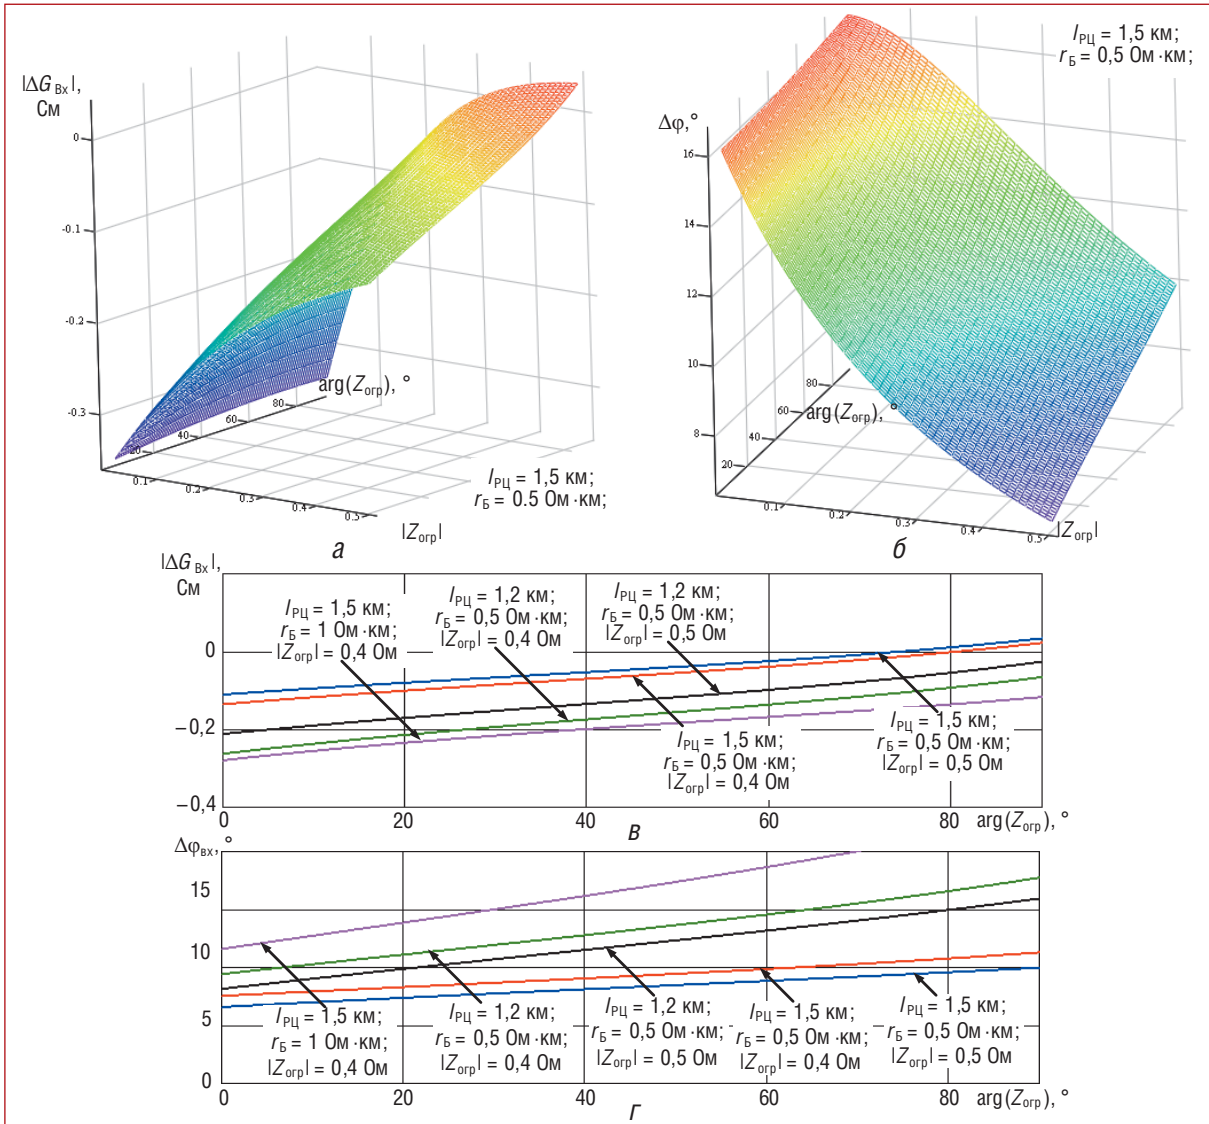 |ΔG Вх|,
См
0
-0.1
-0.2
-0.3
20
40
60
80
arg(Zогр), °
0.1
0.2
0.3
0.4
0.5
|Zогр|
lРЦ = 1,5 км;
rБ = 0.5 Ом·км;
а
lРЦ = 1,5 км;
rБ = 0,5 Ом·км;
Δφ,°
16
14
12
10
8
20
40
60
80
arg(Zогр), °
0.1
0.2
0.3
0.4
0.5
|Zогр|
б
|ΔG Вх|,
См
0
−0,2
−0,4
lРЦ = 1,5 км;
rБ = 1 Ом·км;
|Zогр| = 0,4 Ом
lРЦ = 1,2 км;
rБ = 0,5 Ом·км;
|Zогр| = 0,4 Ом
lРЦ = 1,2 км;
rБ = 0,5 Ом·км;
|Zогр| = 0,5 Ом
lРЦ = 1,5 км;
rБ = 0,5 Ом·км;
|Zогр| = 0,4 Ом
lРЦ = 1,5 км;
rБ = 0,5 Ом·км;
|Zогр| = 0,5 Ом
0 20 40 60 80 arg(Zогр), °
в
Δφвх, °
15
10
5
0
lРЦ = 1,5 км;
rБ = 1 Ом·км;
|Zогр| = 0,4 Ом
lРЦ = 1,2 км;
rБ = 0,5 Ом·км;
|Zогр| = 0,4 Ом
lРЦ = 1,2 км;
rБ = 0,5 Ом·км;
|Zогр| = 0,5 Ом
lРЦ = 1,5 км;
rБ = 0,5 Ом·км;
|Zогр| = 0,4 Ом
lРЦ = 1,5 км;
rБ = 0,5 Ом·км;
|Zогр| = 0,5 Ом
0 20 40 60 80 arg(Zогр), °
г